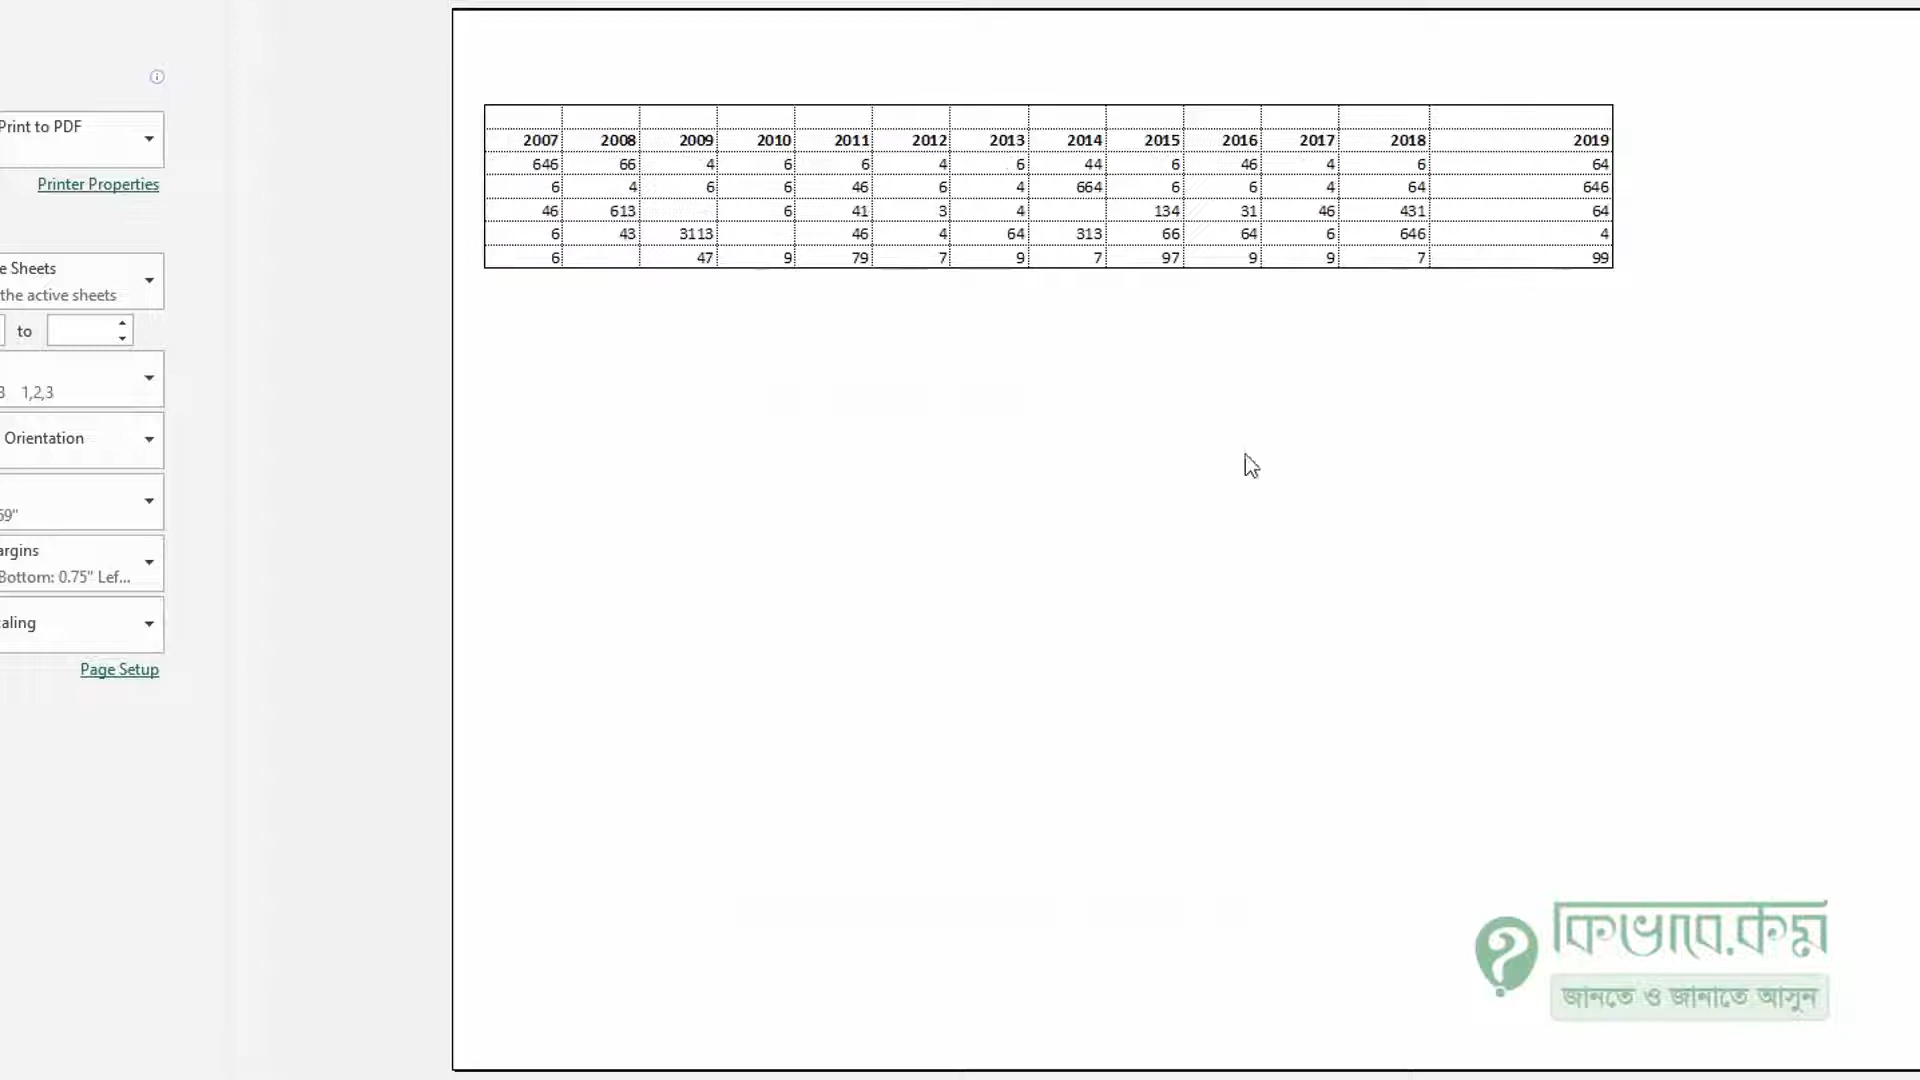 Print to PDF
Printer Properties
e Sheets
the active sheets
to
3 1,2,3
Orientation
69"
argins
Bottom: 0.75" Lef...
aling
Page Setup
2007 2008 2009 2010 2011 2012 2013 2014 2015 2016 2017 2018 2019
646 66 4 6 6 4 6 44 6 46 4 6 64
6 4 6 6 46 6 4 664 6 6 4 64 646
46 613 6 41 3 4 134 31 46 431 64
6 43 3113 46 4 64 313 66 64 6 646 4
6 47 9 79 7 9 7 97 9 9 7 99
কিভাবে.কম
জানতে ও জানাতে আসুন